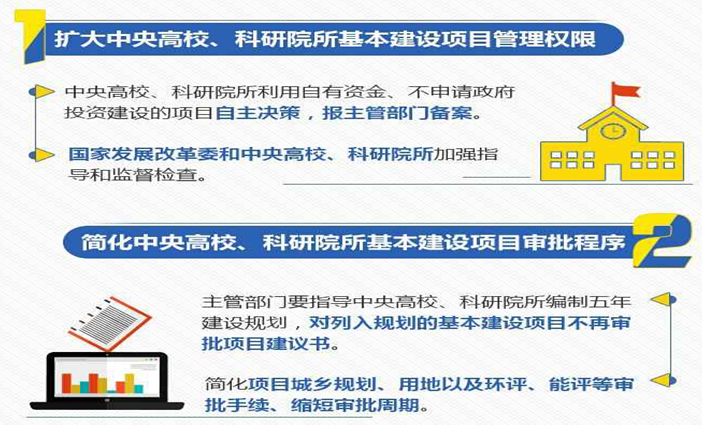 1 扩大中央高校、科研院所基本建设项目管理权限
中央高校、科研院所利用自有资金、不申请政府
投资建设的项目自主决策，报主管部门备案。
国家发展改革委和中央高校、科研院所加强指
导和监督检查。
简化中央高校、科研院所基本建设项目审批程序 2
主管部门要指导中央高校、科研院所编制五年
建设规划，对列入规划的基本建设项目不再审
批项目建议书。
简化项目城乡规划、用地以及环评、能评等审
批手续、缩短审批周期。